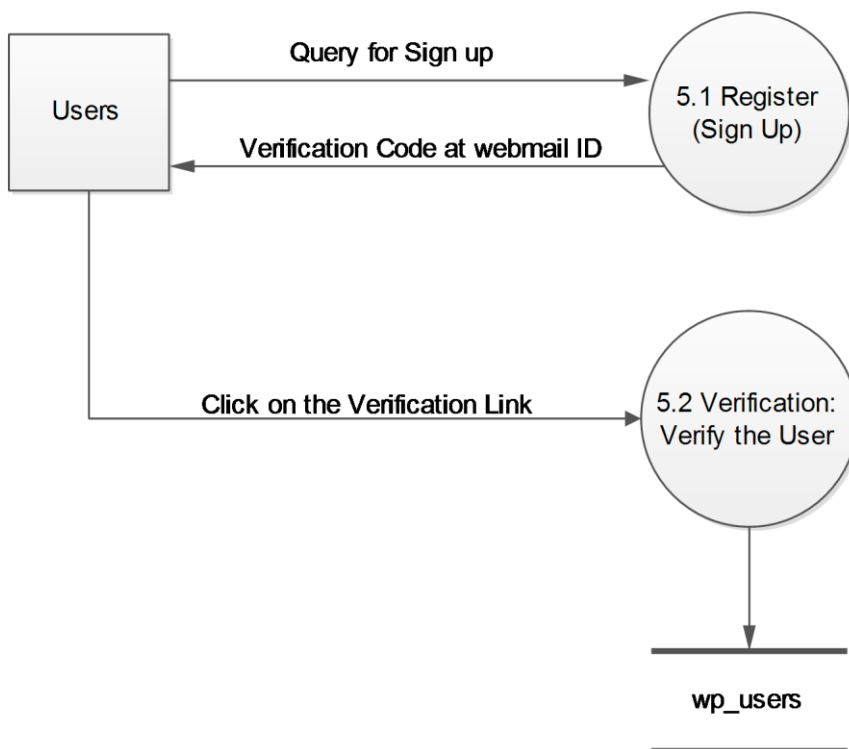 Query for Sign up
Users
5.1 Register
(Sign Up)
Verification Code at webmail ID
Click on the Verification Link
5.2 Verification:
Verify the User
wp_users